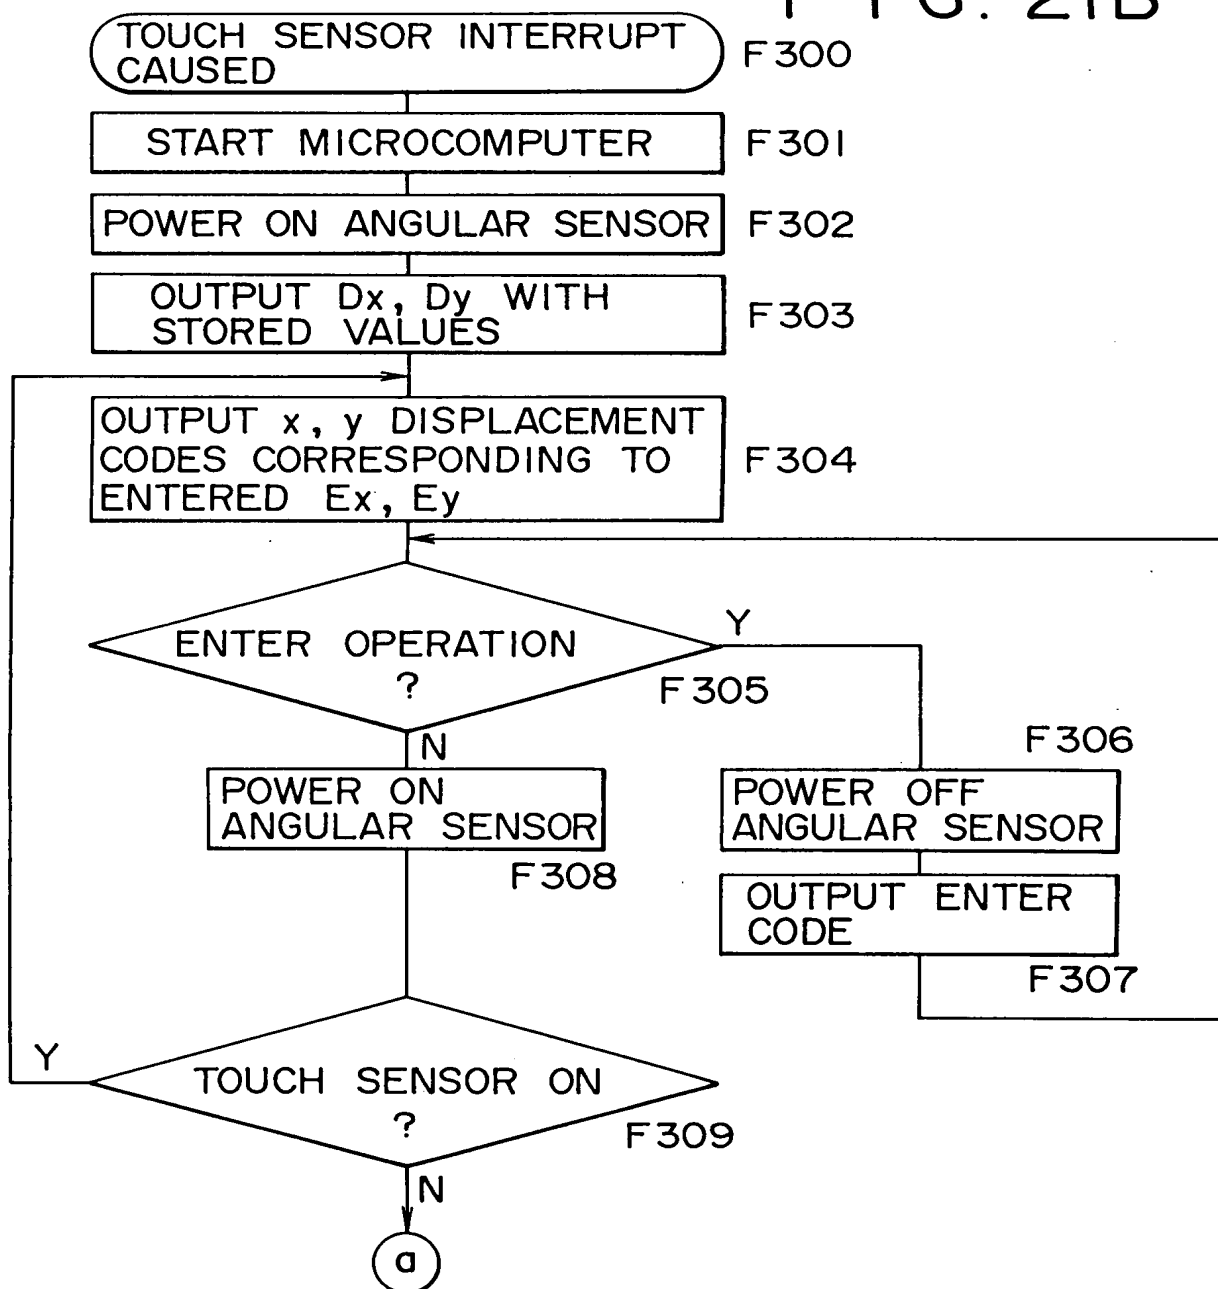 FIG. 21B
TOUCH SENSOR INTERRUPT
CAUSED
F300
START MICROCOMPUTER
F301
POWER ON ANGULAR SENSOR
F302
OUTPUT Dx, Dy WITH
STORED VALUES
F303
OUTPUT x, y DISPLACEMENT
CODES CORRESPONDING TO
ENTERED Ex, Ey
F304
ENTER OPERATION
?
Y
F305
N
F306
POWER ON
ANGULAR SENSOR
F308
POWER OFF
ANGULAR SENSOR
OUTPUT ENTER
CODE
F307
Y
TOUCH SENSOR ON
?
F309
N
a